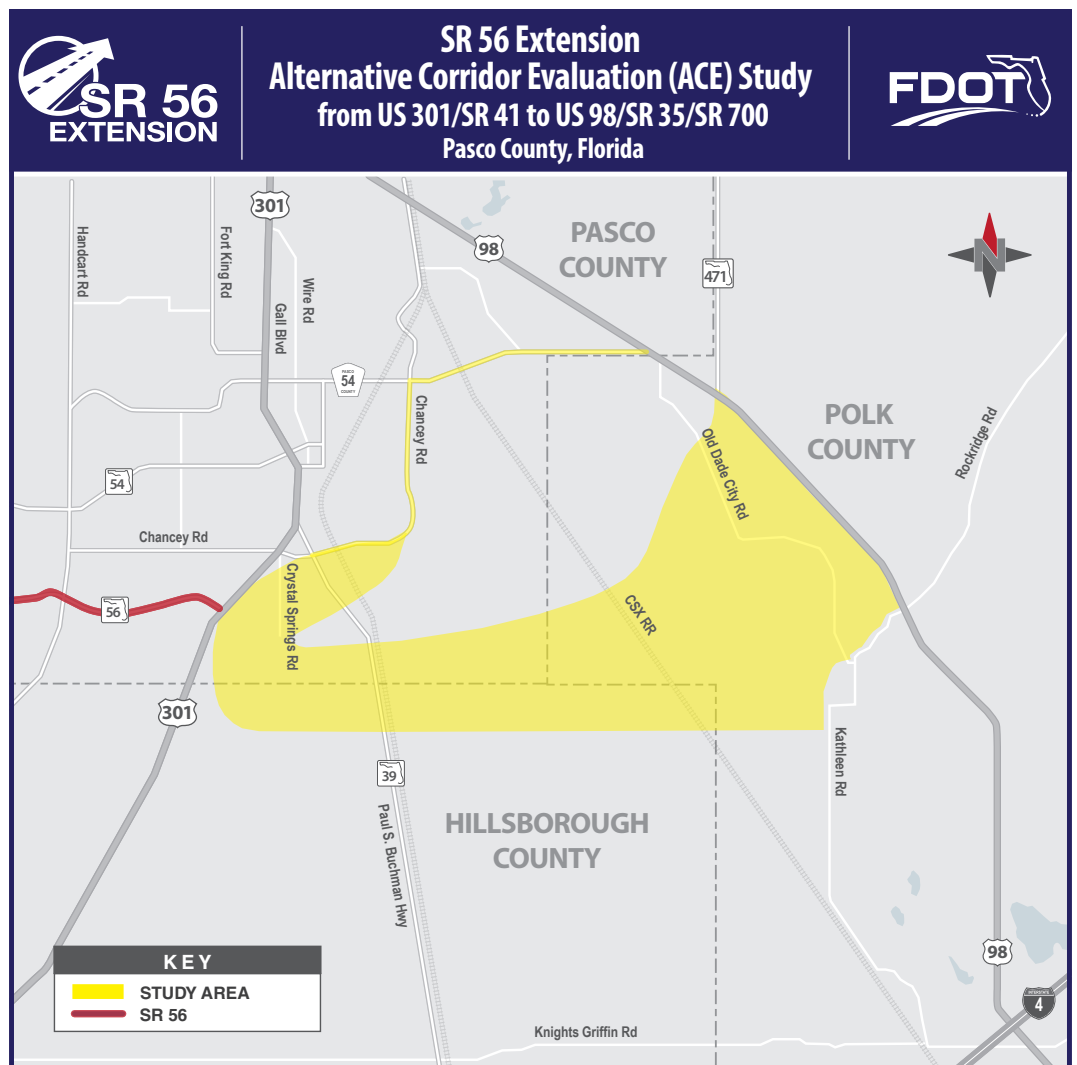 SR 56
EXTENSION
SR 56 Extension
Alternative Corridor Evaluation (ACE) Study
from US 301/SR 41 to US 98/SR 35/SR 700
Pasco County, Florida
FDOT
Handcart Rd
Fort King Rd
301
Gall Blvd
Wire Rd
98
PASCO
COUNTY
471
N
PASCO
54
COUNTY
Chancey Rd
POLK
COUNTY
Rockridge Rd
Old Dade City Rd
54
Chancey Rd
56
Crystal Springs Rd
CSX RR
301
39
Paul S. Buchman Hwy
Kathleen Rd
HILLSBOROUGH
COUNTY
98
INTERSTATE
4
KEY
STUDY AREA
SR 56
Knights Griffin Rd